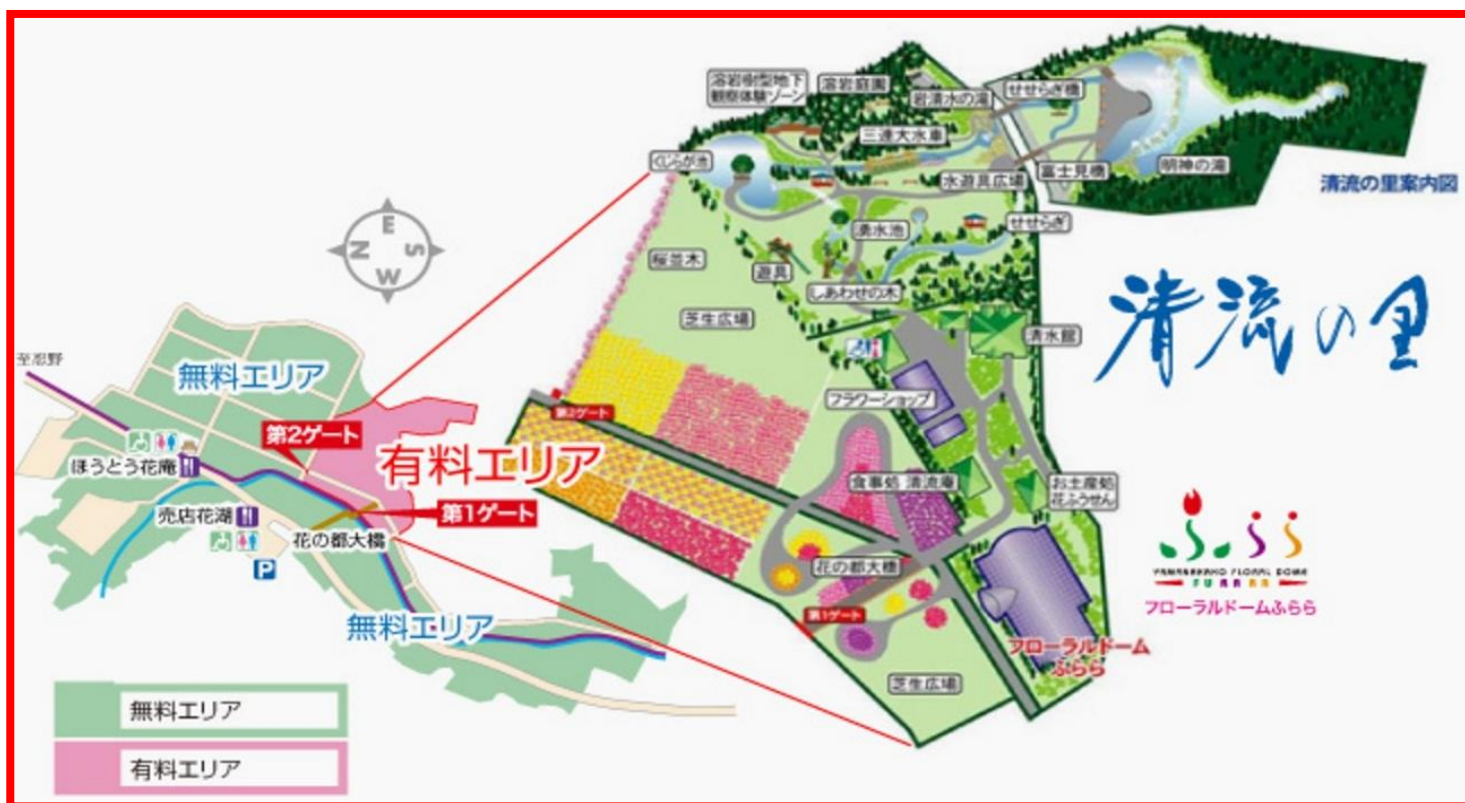 溶岩樹型地下
観察体験ゾーン
溶岩庭園
岩清水の滝
せせらぎ橋
三連大水車
くじらが池
水遊具広場
富士見橋
明神の滝
清流の里案内図
E
N
S
W
湧水池
せせらぎ
桜並木
遊具
しあわせの木
芝生広場
清水館
清流の里
至忍野
無料エリア
フラワーショップ
第2ゲート
第2ゲート
有料エリア
ほうとう花庵
食事処 清流庵
お土産処
花ふうせん
売店花湖
第1ゲート
花の都大橋
花の都大橋
P
ふらら
YAMANAKAKO FLORAL DOME
FURARA
フローラルドームふらら
無料エリア
第1ゲート
フローラルドーム
ふらら
芝生広場
無料エリア
有料エリア